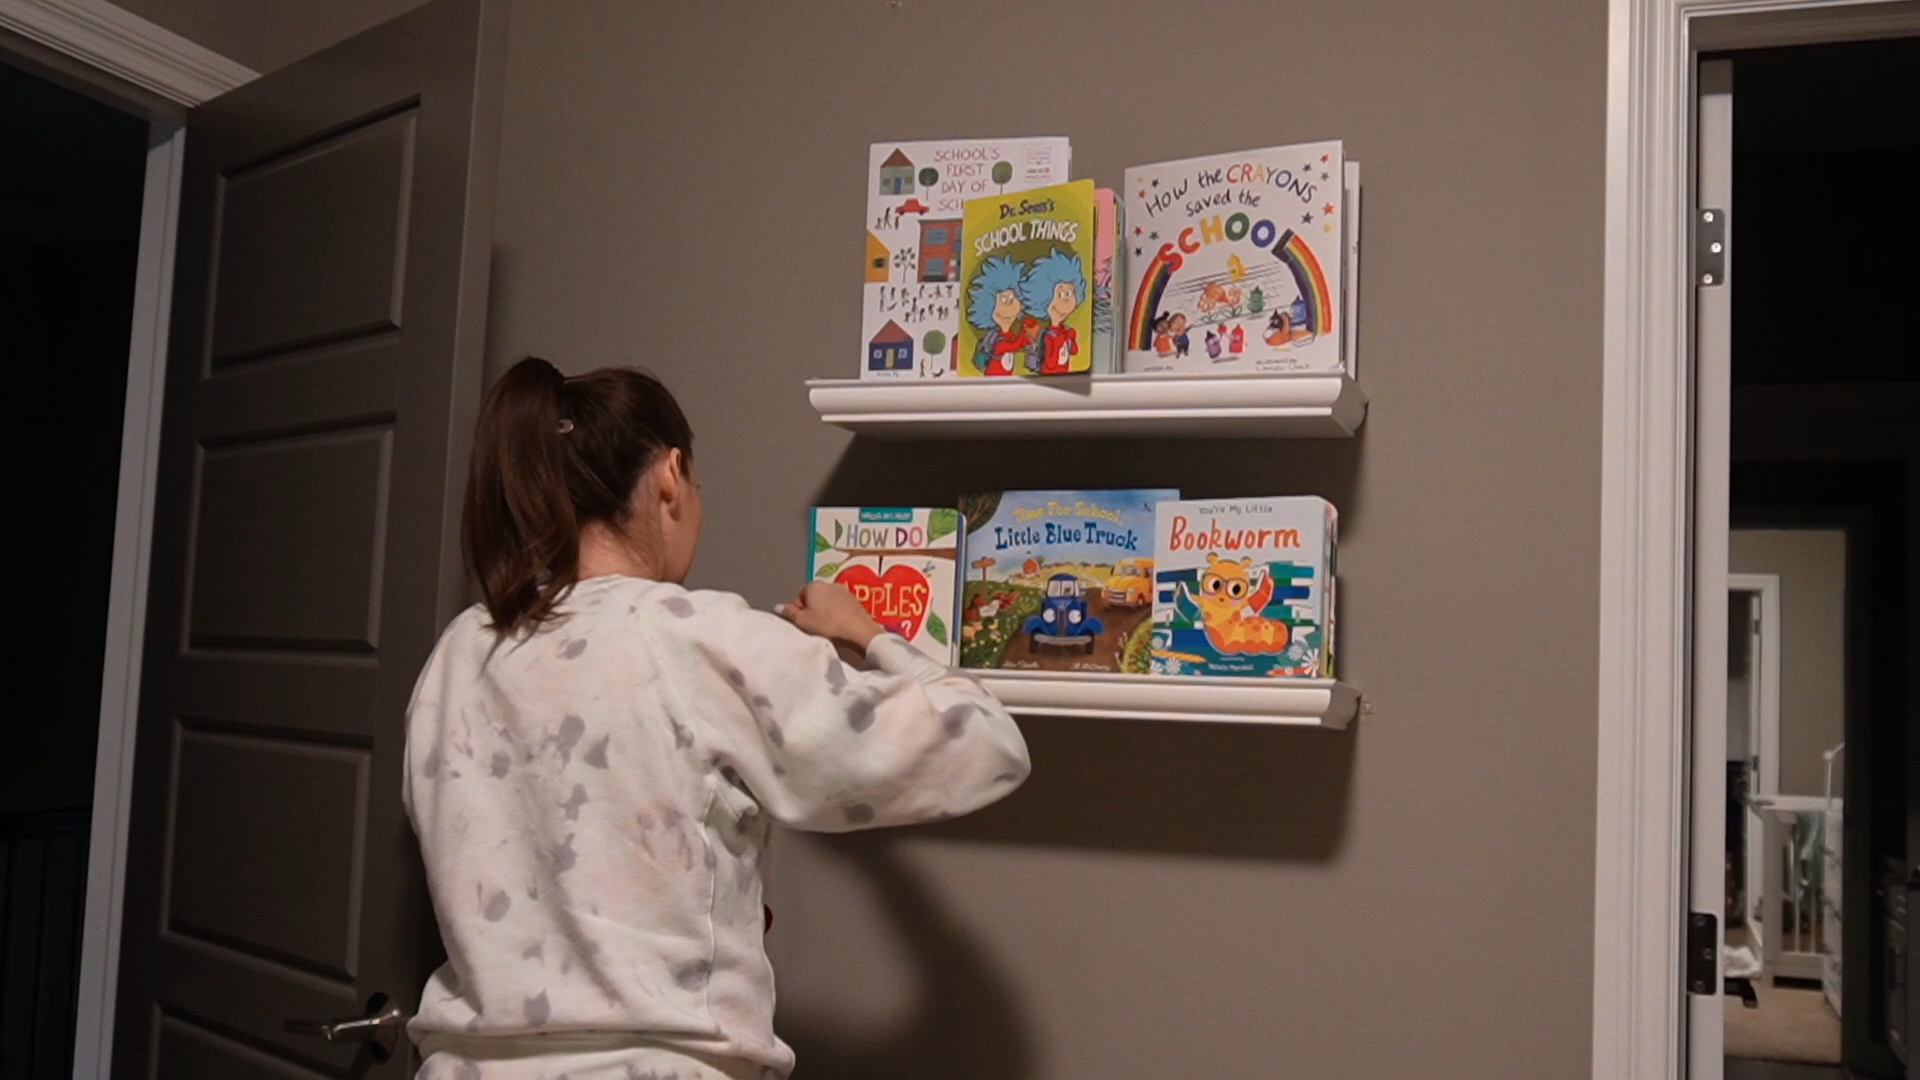 SCHOOL'S
FIRST
DAY OF
SCH
Dr. Seuss's
SCHOOL THINGS
How the CRAYONS
saved the
SCHOOL
HOW DO
APPLES
?
Time For School,
Little Blue Truck
You're My Little
Bookworm